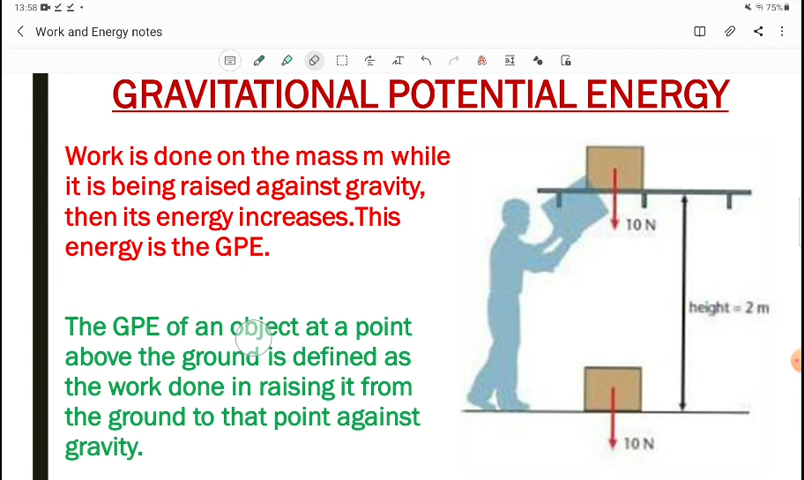 13:58
75%
Work and Energy notes
GRAVITATIONAL POTENTIAL ENERGY
Work is done on the mass m while
it is being raised against gravity,
then its energy increases.This
energy is the GPE.
10 N
height = 2 m
The GPE of an object at a point
above the ground is defined as
the work done in raising it from
the ground to that point against
gravity.
10 N